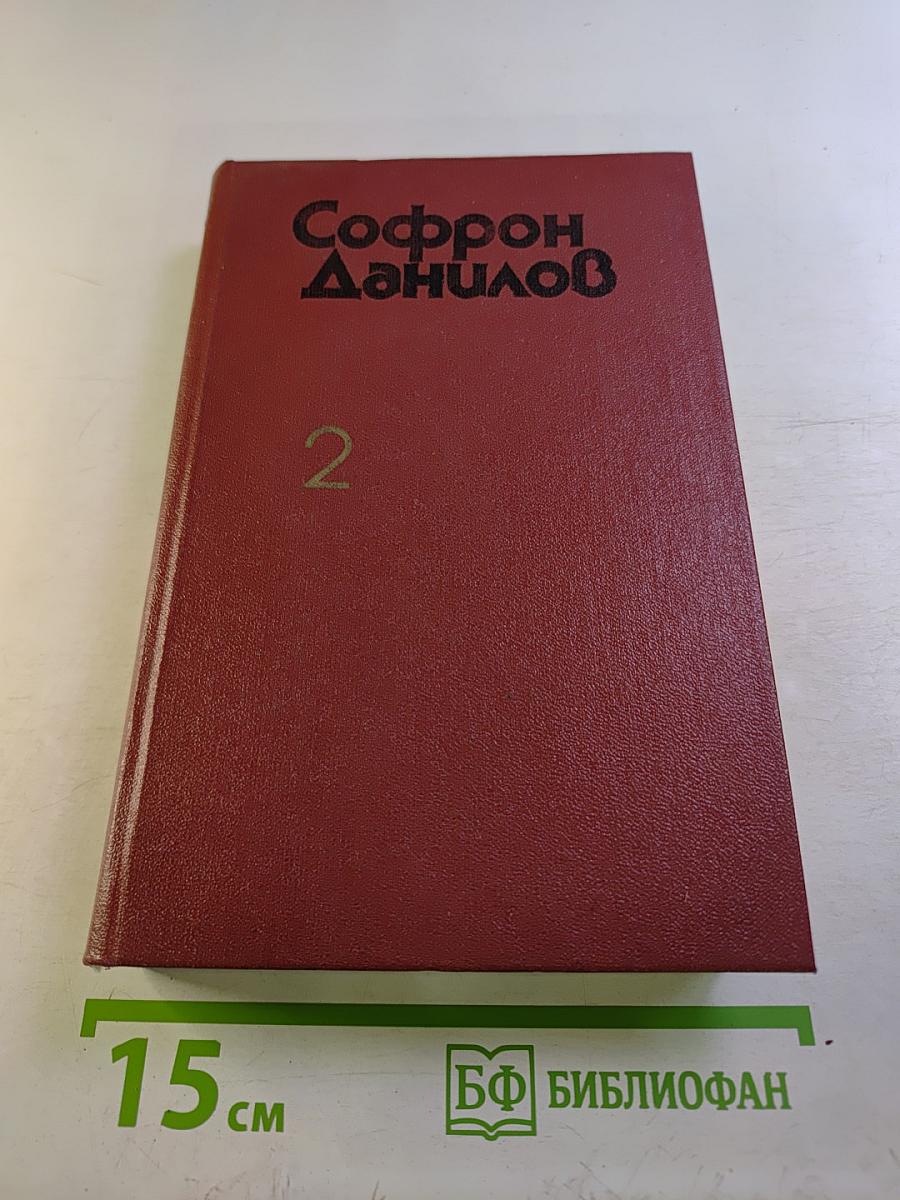 Софрон
Данилов
2
15 см
БФ БИБЛИОФАН